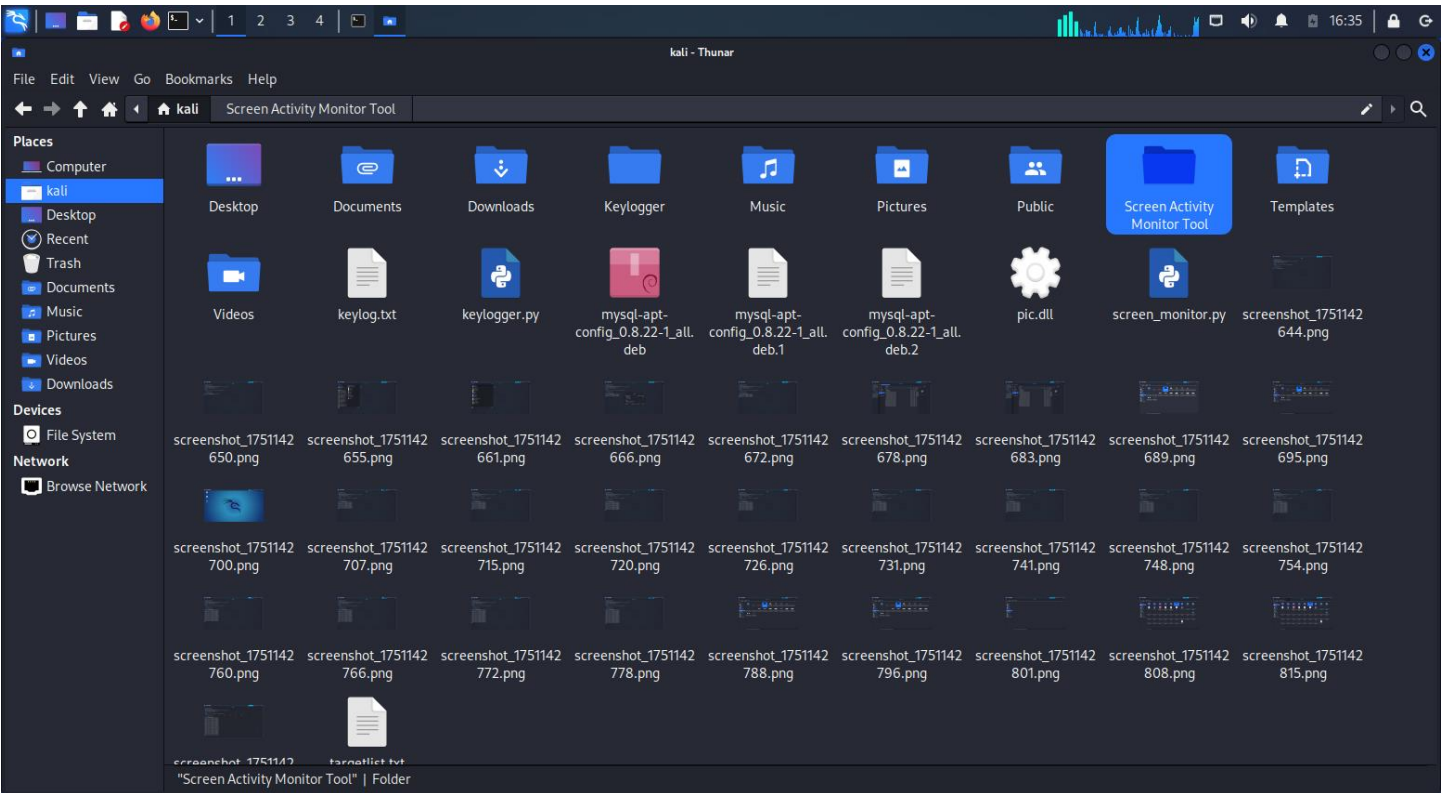 1 2 3 4 16:35
kali - Thunar
File Edit View Go Bookmarks Help
kali Screen Activity Monitor Tool
Places
Computer
kali
Desktop
Recent
Trash
Documents
Music
Pictures
Videos
Downloads
Devices
File System
Network
Browse Network
Desktop Documents Downloads Keylogger Music Pictures Public Screen Activity Templates
Monitor Tool
Videos keylog.txt keylogger.py mysql-apt- mysql-apt- mysql-apt- pic.dll screen_monitor.py screenshot_1751142
config_0.8.22-1_all. config_0.8.22-1_all. config_0.8.22-1_all. 644.png
deb deb.1 deb.2
screenshot_1751142 screenshot_1751142 screenshot_1751142 screenshot_1751142 screenshot_1751142 screenshot_1751142 screenshot_1751142 screenshot_1751142 screenshot_1751142
650.png 655.png 661.png 666.png 672.png 678.png 683.png 689.png 695.png
screenshot_1751142 screenshot_1751142 screenshot_1751142 screenshot_1751142 screenshot_1751142 screenshot_1751142 screenshot_1751142 screenshot_1751142 screenshot_1751142
700.png 707.png 715.png 720.png 726.png 731.png 741.png 748.png 754.png
screenshot_1751142 screenshot_1751142 screenshot_1751142 screenshot_1751142 screenshot_1751142 screenshot_1751142 screenshot_1751142 screenshot_1751142 screenshot_1751142
760.png 766.png 772.png 778.png 788.png 796.png 801.png 808.png 815.png
screenshot_1751142 targetlist.txt
"Screen Activity Monitor Tool" | Folder